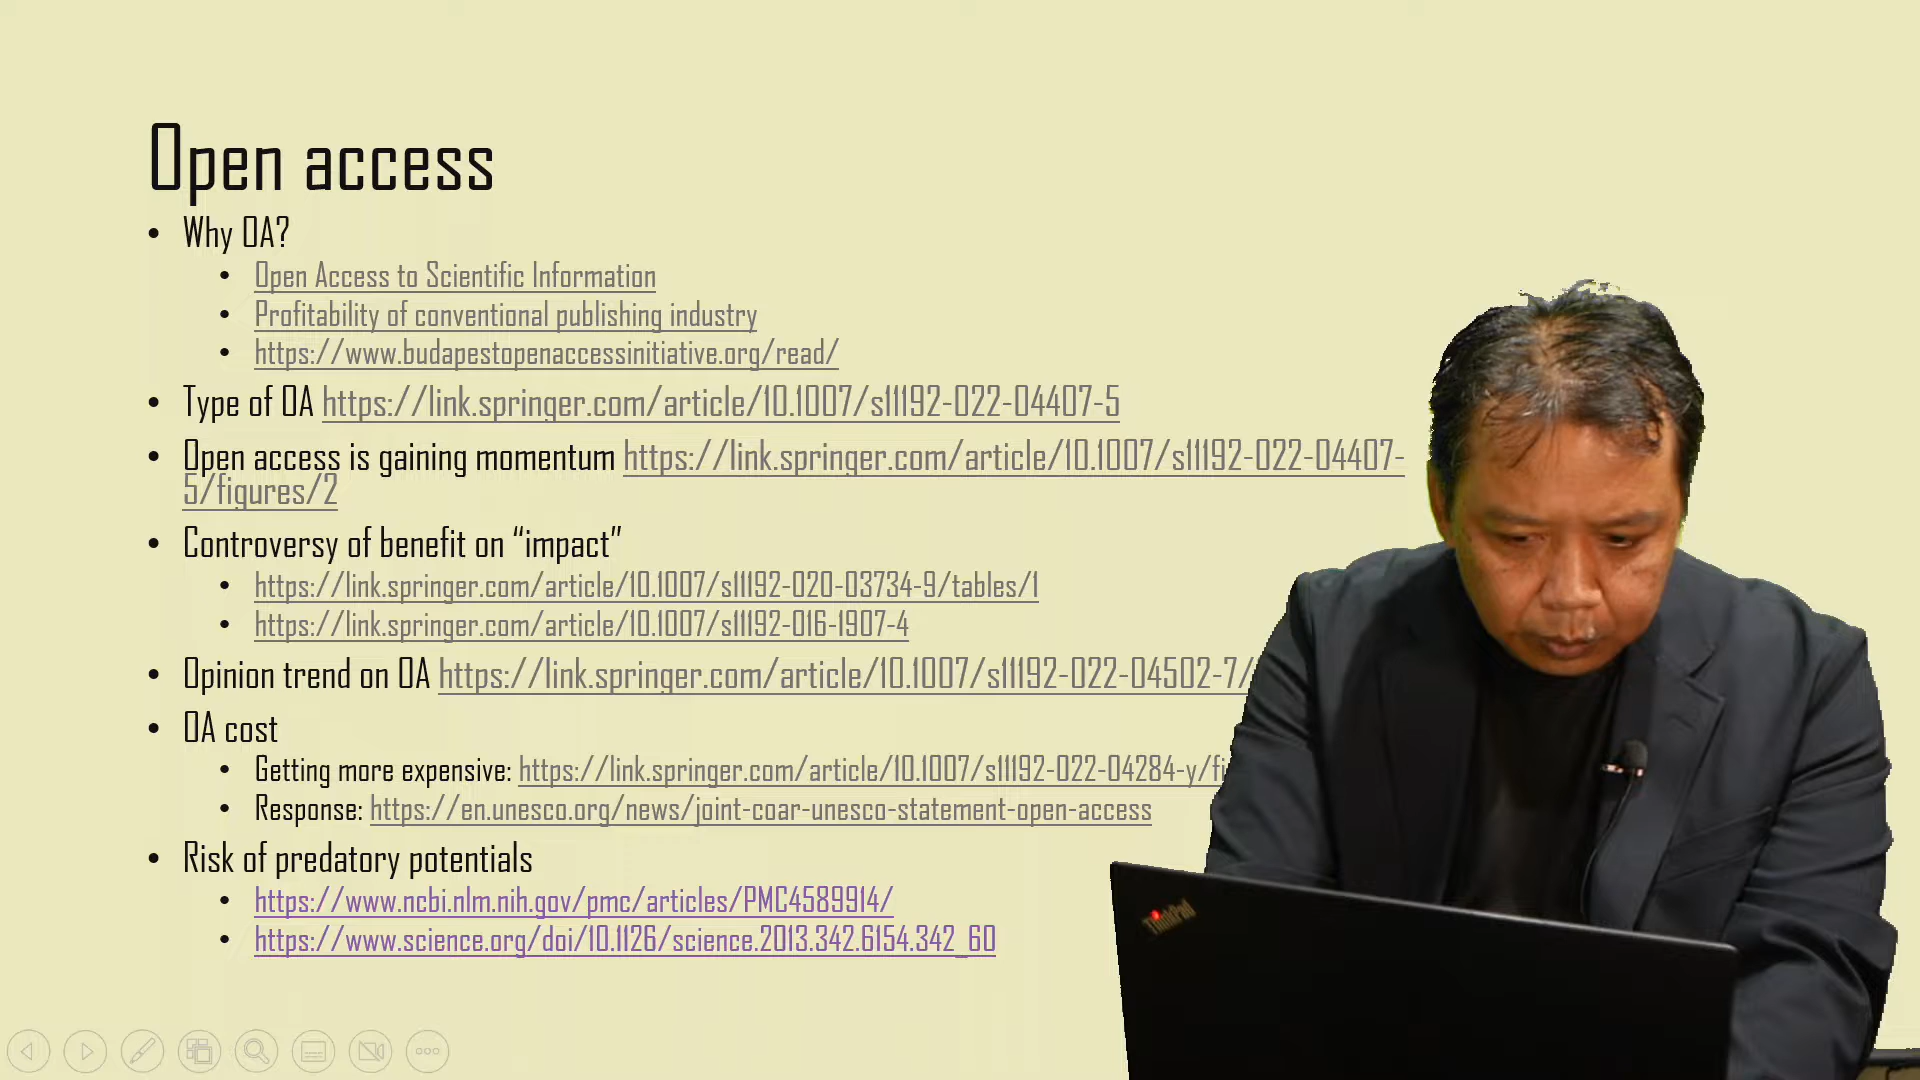 Open access
• Why OA?
• Open Access to Scientific Information
• Profitability of conventional publishing industry
• https://www.budapestopenaccessinitiative.org/read/
• Type of OA https://link.springer.com/article/10.1007/s11192-022-04407-5
• Open access is gaining momentum https://link.springer.com/article/10.1007/s11192-022-04407-
5/figures/2
• Controversy of benefit on “impact”
• https://link.springer.com/article/10.1007/s11192-020-03734-9/tables/1
• https://link.springer.com/article/10.1007/s11192-016-1907-4
• Opinion trend on OA https://link.springer.com/article/10.1007/s11192-022-04502-7/
• OA cost
• Getting more expensive: https://link.springer.com/article/10.1007/s11192-022-04284-y/fi
• Response: https://en.unesco.org/news/joint-coar-unesco-statement-open-access
• Risk of predatory potentials
• https://www.ncbi.nlm.nih.gov/pmc/articles/PMC4589914/
• https://www.science.org/doi/10.1126/science.2013.342.6154.342_60
ThinkPad